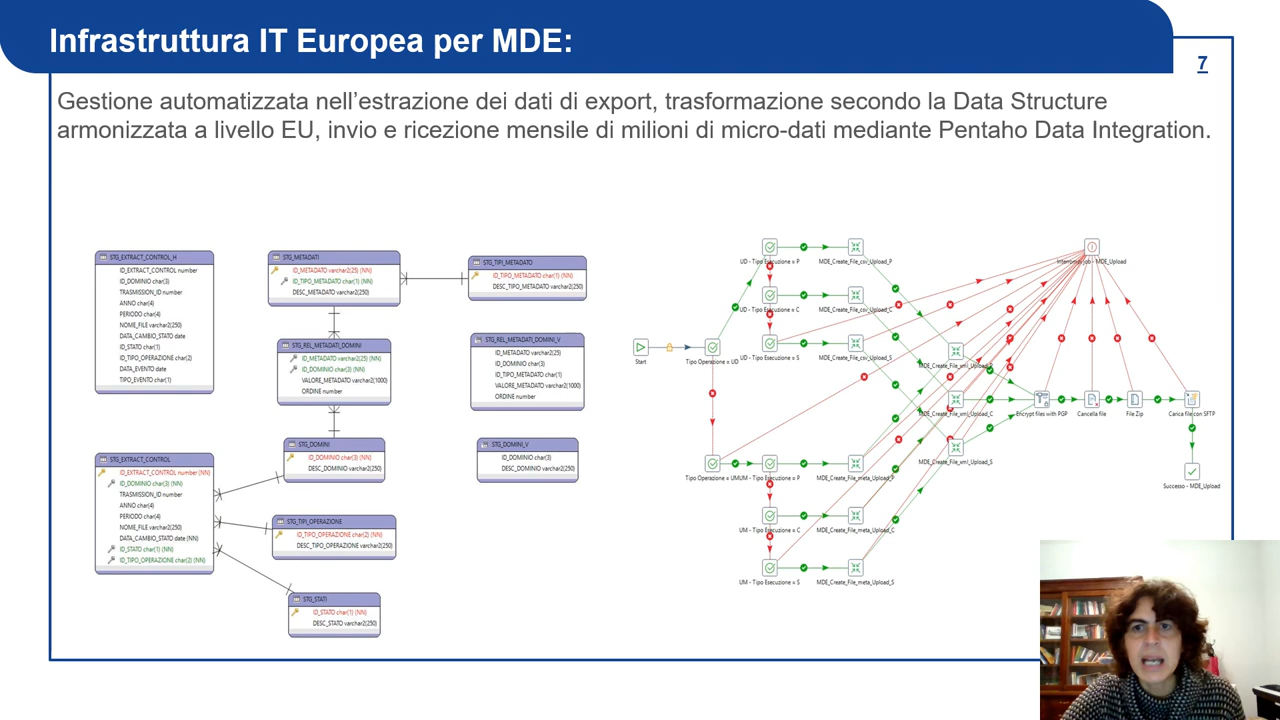 Infrastruttura IT Europea per MDE:
7
Gestione automatizzata nell’estrazione dei dati di export, trasformazione secondo la Data Structure
armonizzata a livello EU, invio e ricezione mensile di milioni di micro-dati mediante Pentaho Data Integration.
STG_EXTRACT_CONTROL_H
ID_EXTRACT_CONTROL number
ID_DOMINIO char(3)
TRASMISSION_ID number
ANNO char(4)
PERIODO char(4)
NOME_FILE varchar2(250)
DATA_CAMBIO_STATO date
ID_STATO char(1)
ID_TIPO_OPERAZIONE char(2)
DATA_EVENTO date
TIPO_EVENTO char(1)
STG_METADATI
ID_METADATO varchar2(25) (NN)
ID_TIPO_METADATO char(1) (NN)
DESC_METADATO varchar2(250)
STG_TIPI_METADATO
ID_TIPO_METADATO char(1) (NN)
DESC_TIPO_METADATO varchar2(250)
STG_REL_METADATI_DOMINI
ID_METADATO varchar2(25) (NN)
ID_DOMINIO char(3) (NN)
VALORE_METADATO varchar2(1000)
ORDINE number
STG_REL_METADATI_DOMINI_V
ID_METADATO varchar2(25)
ID_DOMINIO char(3)
ID_TIPO_METADATO char(1)
VALORE_METADATO varchar2(1000)
ORDINE number
STG_DOMINI
ID_DOMINIO char(3) (NN)
DESC_DOMINIO varchar2(250)
STG_DOMINI_V
ID_DOMINIO char(3)
DESC_DOMINIO varchar2(250)
STG_EXTRACT_CONTROL
ID_EXTRACT_CONTROL number (NN)
ID_DOMINIO char(3) (NN)
TRASMISSION_ID number
ANNO char(4)
PERIODO char(4)
NOME_FILE varchar2(250)
DATA_CAMBIO_STATO date (NN)
ID_STATO char(1) (NN)
ID_TIPO_OPERAZIONE char(2) (NN)
STG_TIPI_OPERAZIONE
ID_TIPO_OPERAZIONE char(2) (NN)
DESC_TIPO_OPERAZIONE varchar2(250)
STG_STATI
ID_STATO char(1) (NN)
DESC_STATO varchar2(250)
UD - Tipo Esecuzione = P
MDE_Create_File_csv_Upload_P
UD - Tipo Esecuzione = C
MDE_Create_File_csv_Upload_C
Start
Tipo Operazione = UD
UD - Tipo Esecuzione = S
MDE_Create_File_csv_Upload_S
MDE_Upload
MDE_Create_File_xml_Upload_C
Encrypt files with PGP
Cancella file
File Zip
Carica file con SFTP
MDE_Create_File_xml_Upload_S
Tipo Operazione = UM
UM - Tipo Esecuzione = P
MDE_Create_File_meta_Upload_P
Successo - MDE_Upload
UM - Tipo Esecuzione = C
MDE_Create_File_meta_Upload_C
UM - Tipo Esecuzione = S
MDE_Create_File_meta_Upload_S